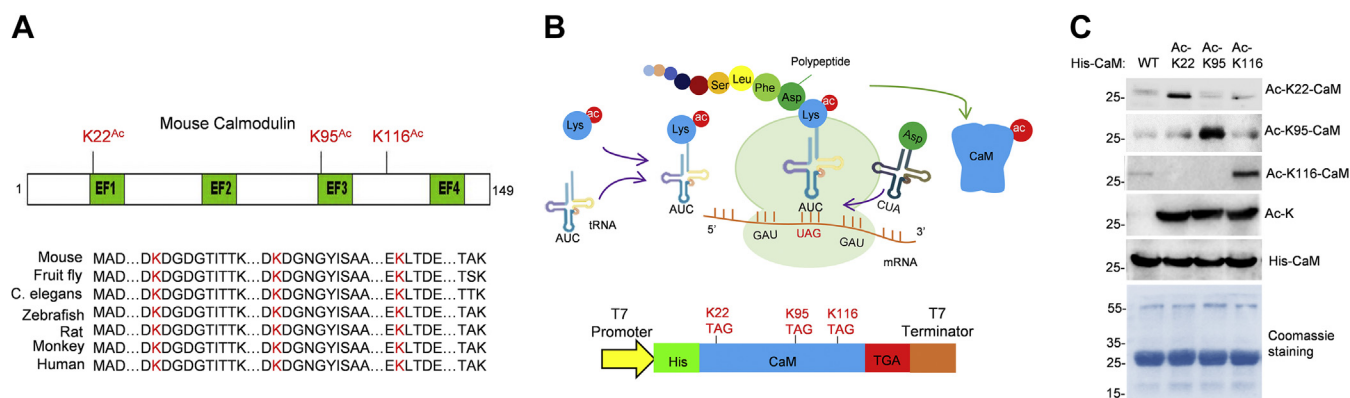 A
Mouse Calmodulin
K22Ac
K95Ac
K116Ac
1
EF1
EF2
EF3
EF4
149
Mouse MAD…DKDGDGTITTK…DKDGNGYISAA…EKLTDE…TAK
Fruit fly MAD…DKDGDGTITTK…DKDGNGYISAA…EKLTDE…TSK
C. elegans MAD…DKDGDGTITTK…DKDGNGYISAA…EKLTDE…TTK
Zebrafish MAD…DKDGDGTITTK…DKDGNGYISAA…EKLTDE…TAK
Rat MAD…DKDGDGTITTK…DKDGNGYISAA…EKLTDE…TAK
Monkey MAD…DKDGDGTITTK…DKDGNGYISAA…EKLTDE…TAK
Human MAD…DKDGDGTITTK…DKDGNGYISAA…EKLTDE…TAK
B
Polypeptide
Ser
Leu
Phe
Asp
Lys
ac
Lys
ac
Lys
ac
Asp
CaM
ac
AUC
tRNA
AUC
AUC
CUA
5’
GAU
UAG
GAU
3’
mRNA
T7
Promoter
K22
TAG
K95
TAG
K116
TAG
T7
Terminator
His
CaM
TGA
C
His-CaM: WT
Ac-
K22
Ac-
K95
Ac-
K116
25- Ac-K22-CaM
25- Ac-K95-CaM
25- Ac-K116-CaM
25- Ac-K
25- His-CaM
55-
35-
25-
15-
Coomassie
staining